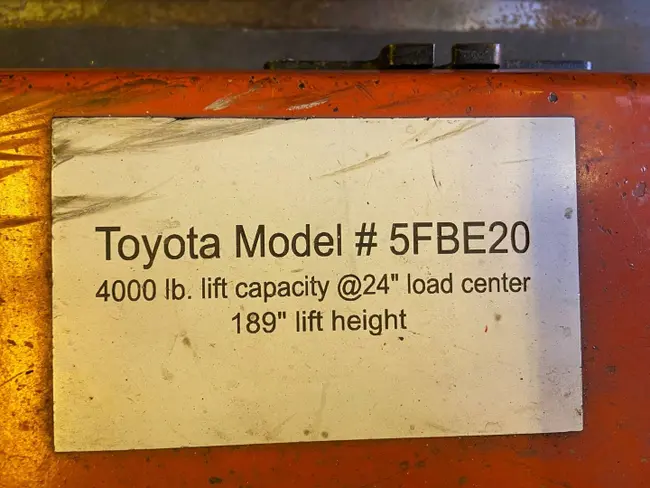 Toyota Model # 5FBE20
4000 lb. lift capacity @24" load center
189" lift height